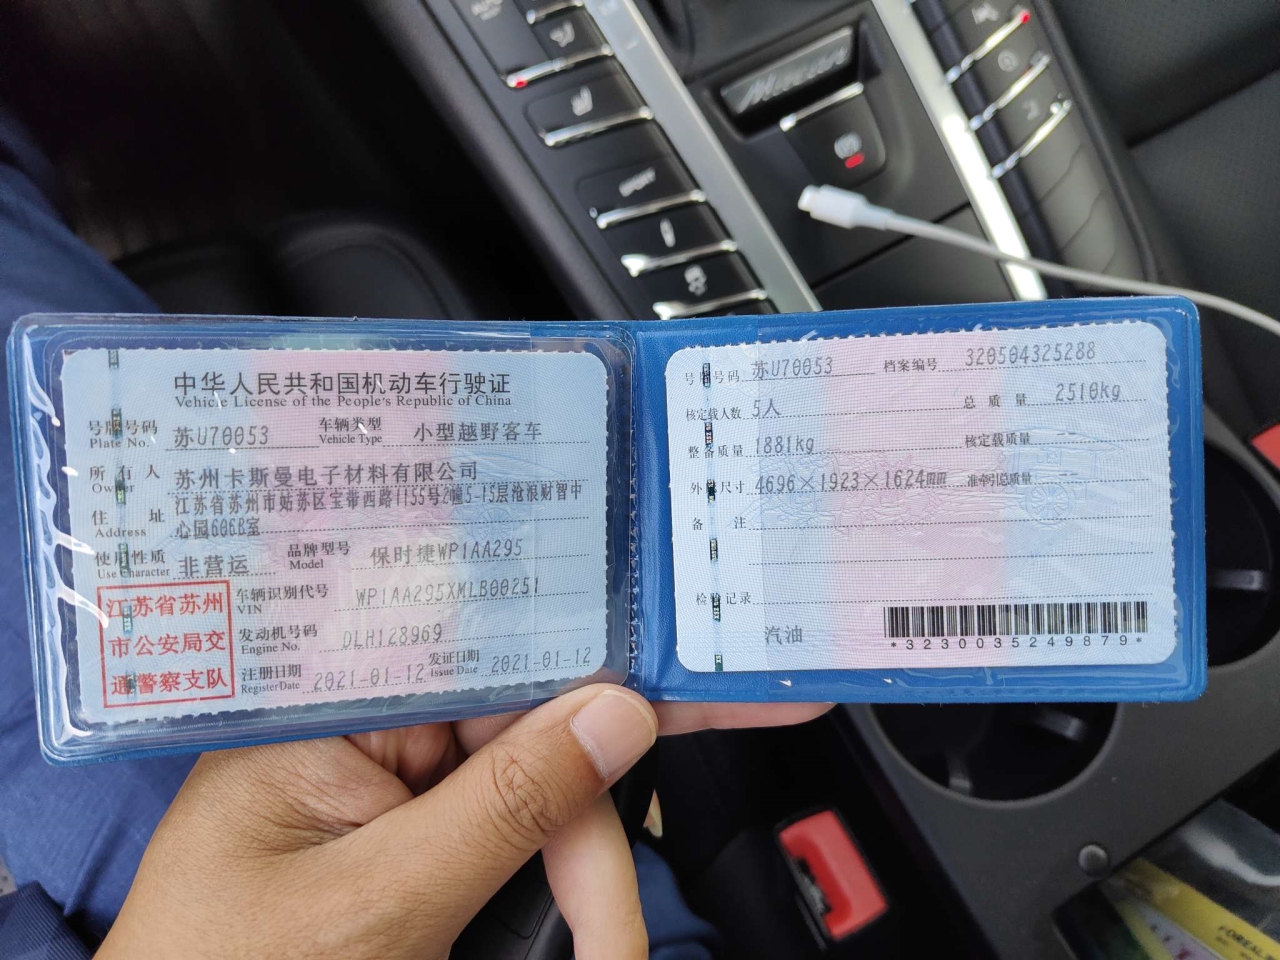 Macan
SPORT
中华人民共和国机动车行驶证
Vehicle License of the People's Republic of China
号牌号码 苏U70053 车辆类型 小型越野客车
Plate No. Vehicle Type
所有人 苏州卡斯曼电子材料有限公司
Owner
住址 江苏省苏州市姑苏区宝带西路1155号2幢5-15层沧浪财智中
Address 心园606B室
使用性质 非营运 品牌型号 保时捷WP1AA295
Use Character Model
江苏省苏州
市公安局交
通警察支队
车辆识别代号 WP1AA295XMLB00251
VIN
发动机号码 DLH128969
Engine No.
注册日期 2021-01-12 发证日期 2021-01-12
Register Date Issue Date
号牌号码 苏U70053 档案编号 320504325288
核定载人数 5人 总质量 2510kg
整备质量 1881kg 核定载质量 --
外廓尺寸 4696×1923×1624mm 准牵引总质量 --
备注
检验记录
汽油
*3230035249879*